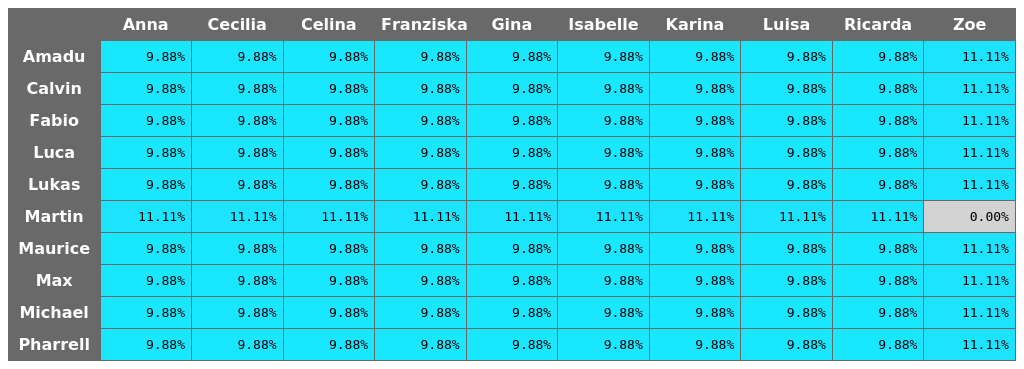 Anna Cecilia Celina Franziska Gina Isabelle Karina Luisa Ricarda Zoe
Amadu 9.88% 9.88% 9.88% 9.88% 9.88% 9.88% 9.88% 9.88% 9.88% 11.11%
Calvin 9.88% 9.88% 9.88% 9.88% 9.88% 9.88% 9.88% 9.88% 9.88% 11.11%
Fabio 9.88% 9.88% 9.88% 9.88% 9.88% 9.88% 9.88% 9.88% 9.88% 11.11%
Luca 9.88% 9.88% 9.88% 9.88% 9.88% 9.88% 9.88% 9.88% 9.88% 11.11%
Lukas 9.88% 9.88% 9.88% 9.88% 9.88% 9.88% 9.88% 9.88% 9.88% 11.11%
Martin 11.11% 11.11% 11.11% 11.11% 11.11% 11.11% 11.11% 11.11% 11.11% 0.00%
Maurice 9.88% 9.88% 9.88% 9.88% 9.88% 9.88% 9.88% 9.88% 9.88% 11.11%
Max 9.88% 9.88% 9.88% 9.88% 9.88% 9.88% 9.88% 9.88% 9.88% 11.11%
Michael 9.88% 9.88% 9.88% 9.88% 9.88% 9.88% 9.88% 9.88% 9.88% 11.11%
Pharrell 9.88% 9.88% 9.88% 9.88% 9.88% 9.88% 9.88% 9.88% 9.88% 11.11%